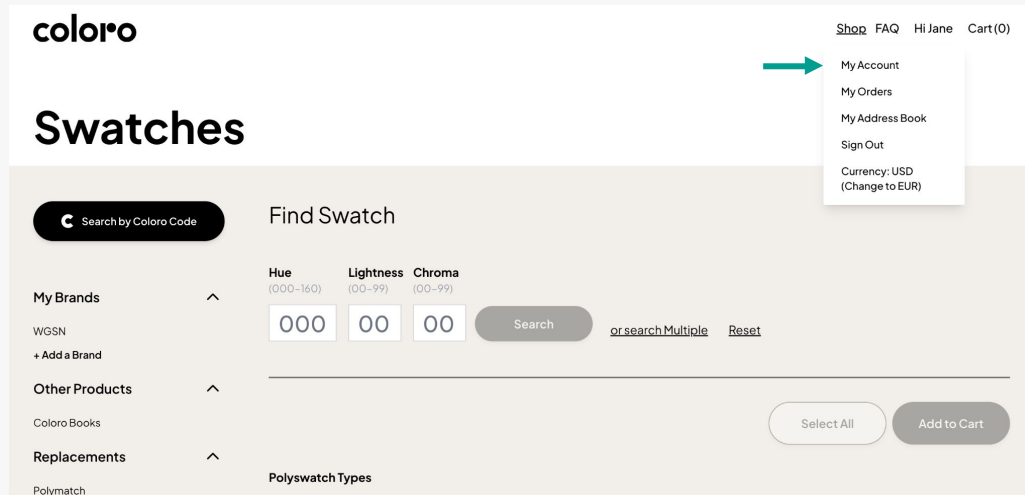 coloro
Shop FAQ Hi Jane Cart (0)
My Account
My Orders
My Address Book
Sign Out
Currency: USD
(Change to EUR)
Swatches
Search by Coloro Code
My Brands
WGSN
+ Add a Brand
Other Products
Coloro Books
Replacements
Polymatch
Find Swatch
Hue Lightness Chroma
(000-160) (00-99) (00-99)
000 00 00 Search or search Multiple Reset
Select All Add to Cart
Polyswatch Types